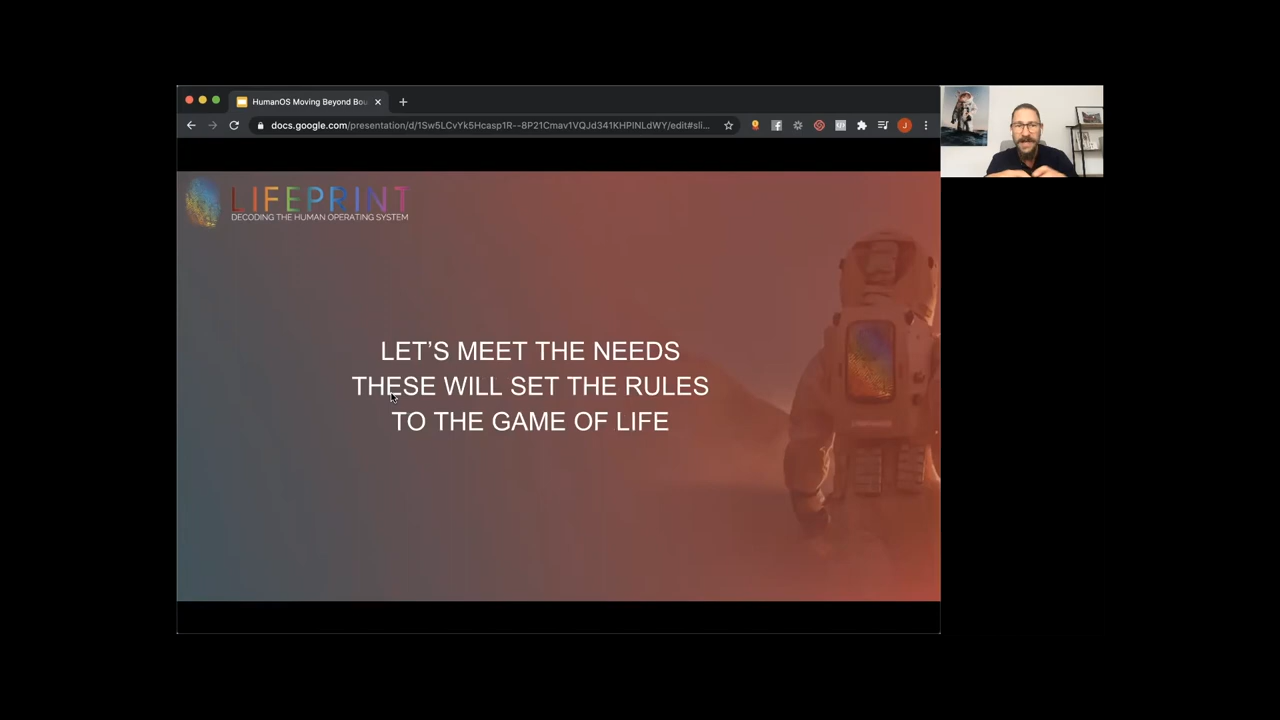 HumanOS Moving Beyond Bou
docs.google.com/presentation/d/1Sw5LCvYk5Hcasp1R--8P21Cmav1VQJd341KHPINLdWY/edit#sli...
J
LIFEPRINT
DECODING THE HUMAN OPERATING SYSTEM
LET’S MEET THE NEEDS
THESE WILL SET THE RULES
TO THE GAME OF LIFE